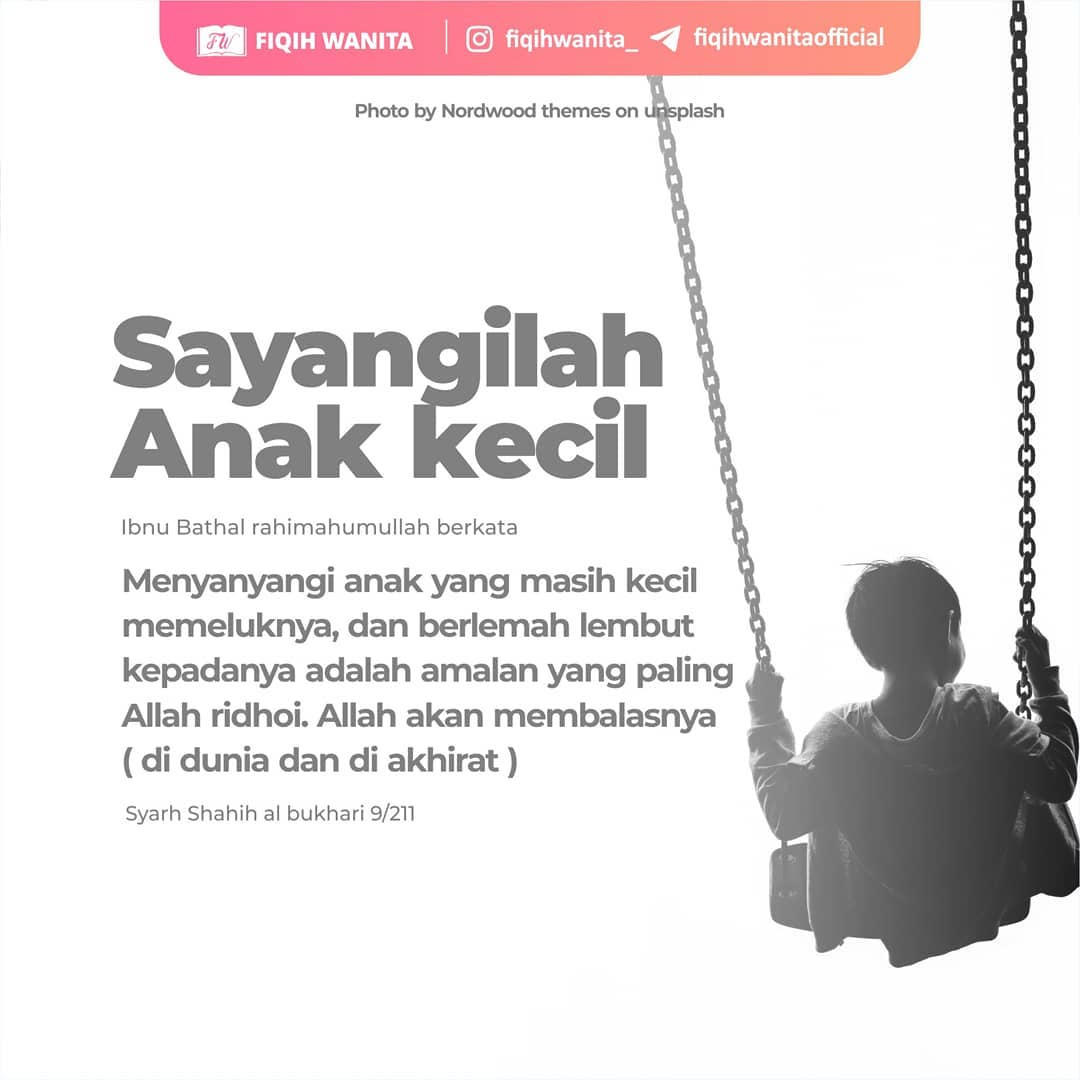 FW FIQIH WANITA fiqihwanita_ fiqihwanitaofficial
Photo by Nordwood themes on unsplash
Sayangilah
Anak kecil
Ibnu Bathal rahimahumullah berkata
Menyanyangi anak yang masih kecil
memeluknya, dan berlemah lembut
kepadanya adalah amalan yang paling
Allah ridhoi. Allah akan membalasnya
( di dunia dan di akhirat )
Syarh Shahih al bukhari 9/211